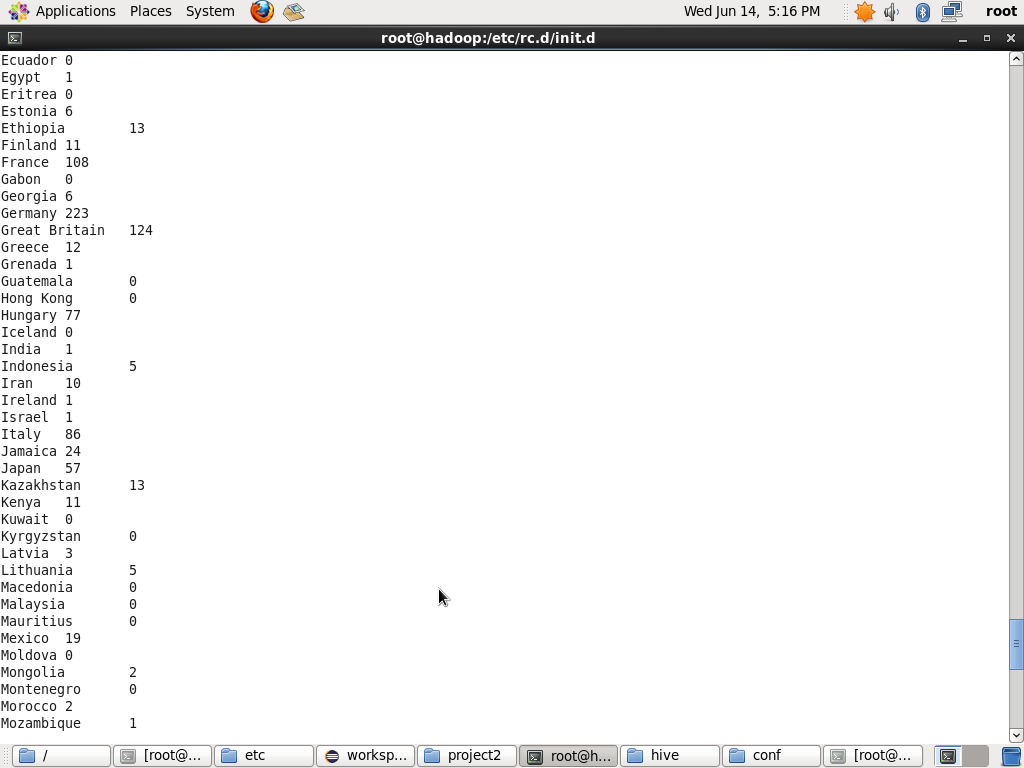 Applications Places System Wed Jun 14, 5:16 PM root
root@hadoop:/etc/rc.d/init.d
Ecuador 0
Egypt 1
Eritrea 0
Estonia 6
Ethiopia 13
Finland 11
France 108
Gabon 0
Georgia 6
Germany 223
Great Britain 124
Greece 12
Grenada 1
Guatemala 0
Hong Kong 0
Hungary 77
Iceland 0
India 1
Indonesia 5
Iran 10
Ireland 1
Israel 1
Italy 86
Jamaica 24
Japan 57
Kazakhstan 13
Kenya 11
Kuwait 0
Kyrgyzstan 0
Latvia 3
Lithuania 5
Macedonia 0
Malaysia 0
Mauritius 0
Mexico 19
Moldova 0
Mongolia 2
Montenegro 0
Morocco 2
Mozambique 1
/ [root@... etc worksp... project2 root@h... hive conf [root@...